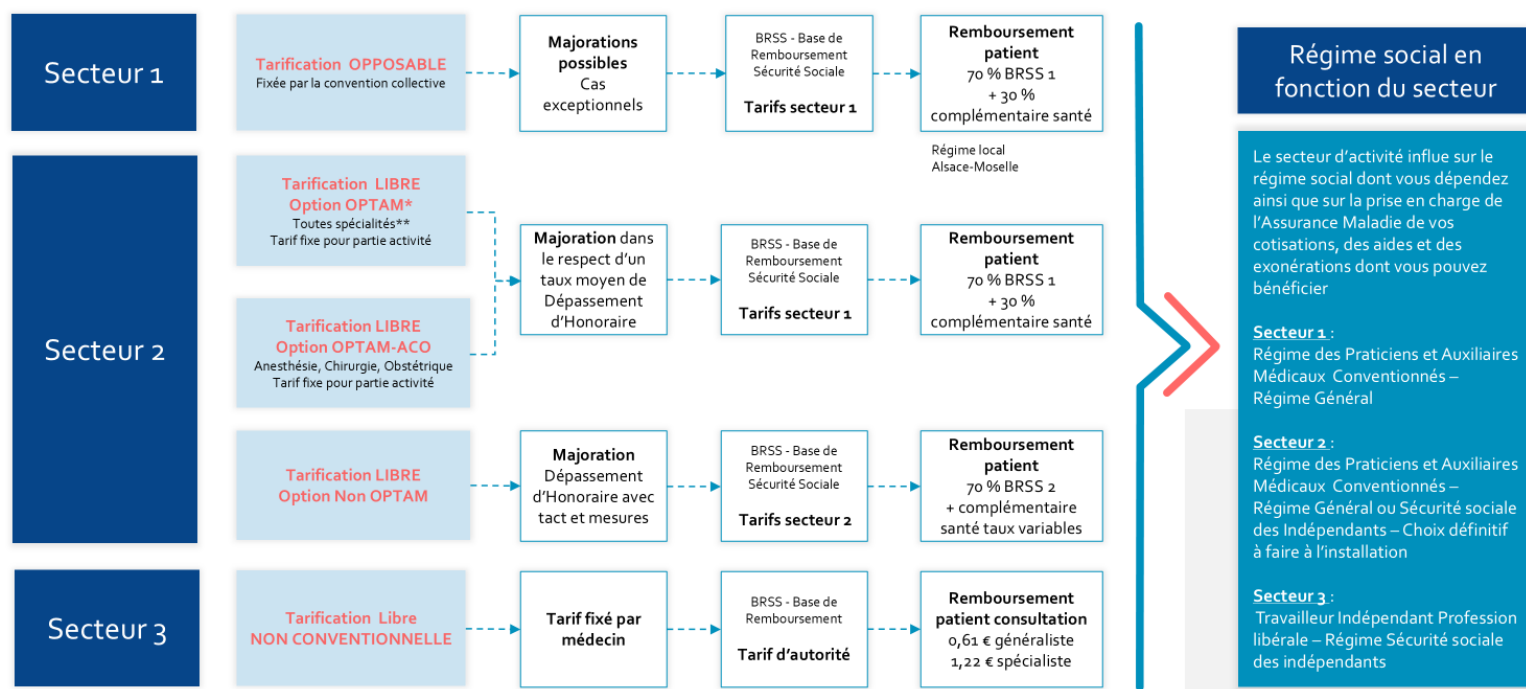 Secteur 1
Tarification OPPOSABLE
Fixée par la convention collective
Majorations
possibles
Cas
exceptionnels
BRSS - Base de
Remboursement
Sécurité Sociale
Tarifs secteur 1
Remboursement
patient
70 % BRSS 1
+ 30 %
complémentaire santé
Régime local
Alsace-Moselle
Secteur 2
Tarification LIBRE
Option OPTAM*
Toutes spécialités**
Tarif fixe pour partie activité
Tarification LIBRE
Option OPTAM-ACO
Anesthésie, Chirurgie, Obstétrique
Tarif fixe pour partie activité
Majoration dans
le respect d'un
taux moyen de
Dépassement
d'Honoraire
BRSS - Base de
Remboursement
Sécurité Sociale
Tarifs secteur 1
Remboursement
patient
70 % BRSS 1
+ 30 %
complémentaire santé
Tarification LIBRE
Option Non OPTAM
Majoration
Dépassement
d'Honoraire avec
tact et mesures
BRSS - Base de
Remboursement
Sécurité Sociale
Tarifs secteur 2
Remboursement
patient
70 % BRSS 2
+ complémentaire
santé taux variables
Secteur 3
Tarification Libre
NON CONVENTIONNELLE
Tarif fixé par
médecin
BRSS - Base de
Remboursement
Tarif d'autorité
Remboursement
patient consultation
0,61 € généraliste
1,22 € spécialiste
Régime social en
fonction du secteur
Le secteur d'activité influe sur le
régime social dont vous dépendez
ainsi que sur la prise en charge de
l'Assurance Maladie de vos
cotisations, des aides et des
exonérations dont vous pouvez
bénéficier
Secteur 1 :
Régime des Praticiens et Auxiliaires
Médicaux Conventionnés –
Régime Général
Secteur 2 :
Régime des Praticiens et Auxiliaires
Médicaux Conventionnés –
Régime Général ou Sécurité sociale
des Indépendants – Choix définitif
à faire à l'installation
Secteur 3 :
Travailleur Indépendant Profession
libérale – Régime Sécurité sociale
des indépendants